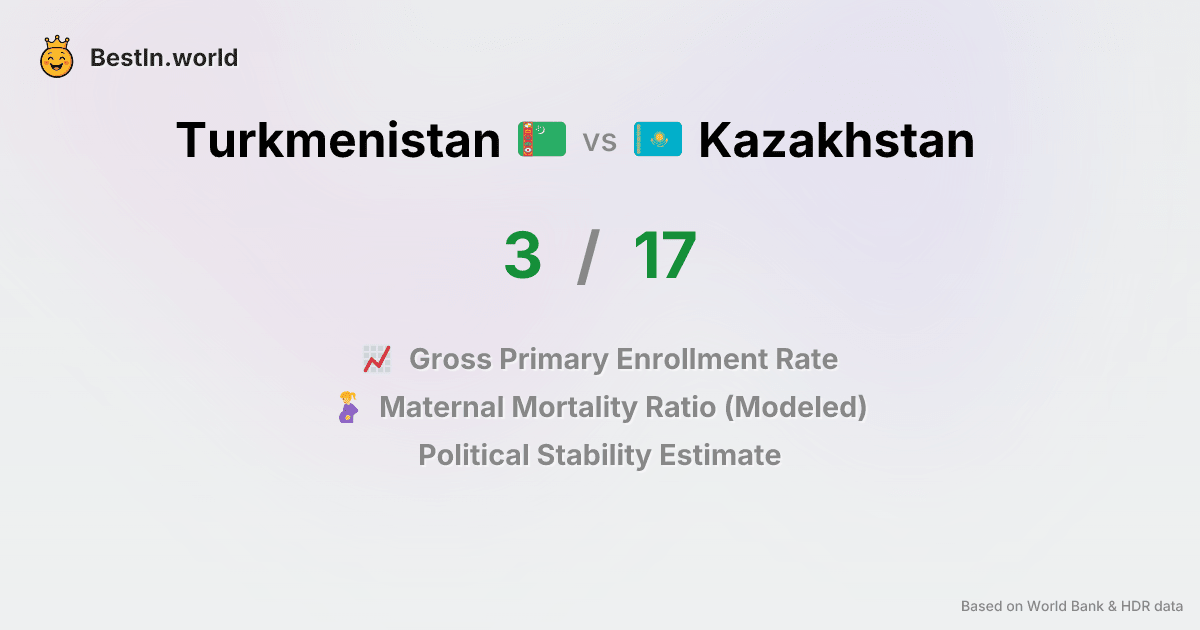 BestIn.world
Turkmenistan vs Kazakhstan
3 / 17
Gross Primary Enrollment Rate
Maternal Mortality Ratio (Modeled)
Political Stability Estimate
Based on World Bank & HDR data